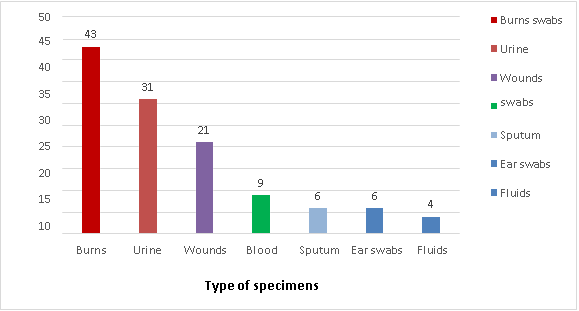 50
45
40
35
30
25
20
15
10
43
31
21
9
6
6
4
Burns Urine Wounds Blood Sputum Ear swabs Fluids
Type of specimens
Burns swabs
Urine
Wounds
swabs
Sputum
Ear swabs
Fluids